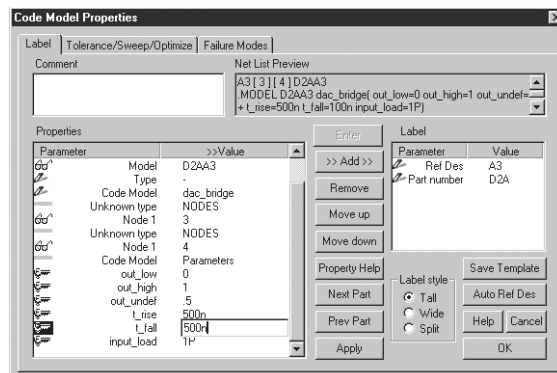 Code Model Properties
Label Tolerance/Sweep/Optimize Failure Modes
Comment
Net List Preview
A3 [ 3 ] [ 4 ] D2AA3
.MODEL D2AA3 dac_bridge( out_low=0 out_high=1 out_undef=
+ t_rise=500n t_fall=100n input_load=1P)
Properties
Parameter >>Value
Model D2AA3
Type -
Code Model dac_bridge
Unknown type NODES
Node 1 3
Unknown type NODES
Node 1 4
Code Model Parameters
out_low 0
out_high 1
out_undef .5
t_rise 500n
t_fall 500n
input_load 1P
Enter
>> Add >>
Remove
Move up
Move down
Property Help
Next Part
Prev Part
Apply
Label
Parameter Value
Ref Des A3
Part number D2A
Label style
Tall
Wide
Split
Save Template
Auto Ref Des
Help Cancel
OK